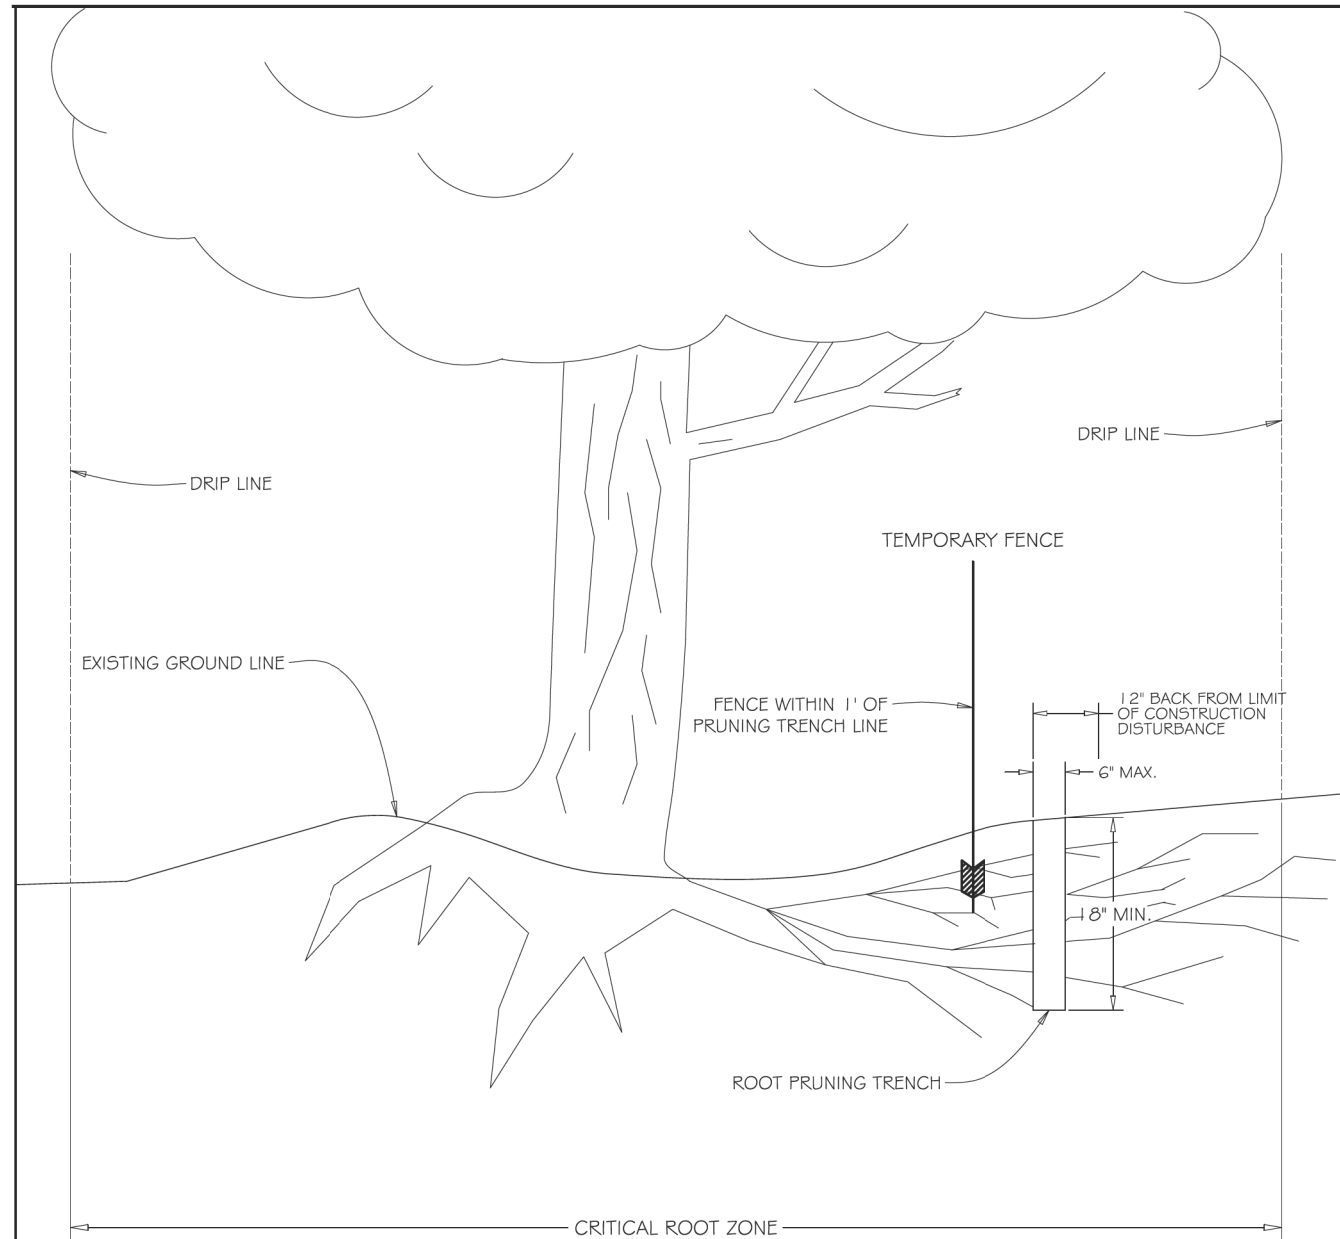 DRIP LINE
DRIP LINE
TEMPORARY FENCE
EXISTING GROUND LINE
FENCE WITHIN 1' OF
PRUNING TRENCH LINE
12" BACK FROM LIMIT
OF CONSTRUCTION
DISTURBANCE
6" MAX.
18" MIN.
ROOT PRUNING TRENCH
CRITICAL ROOT ZONE